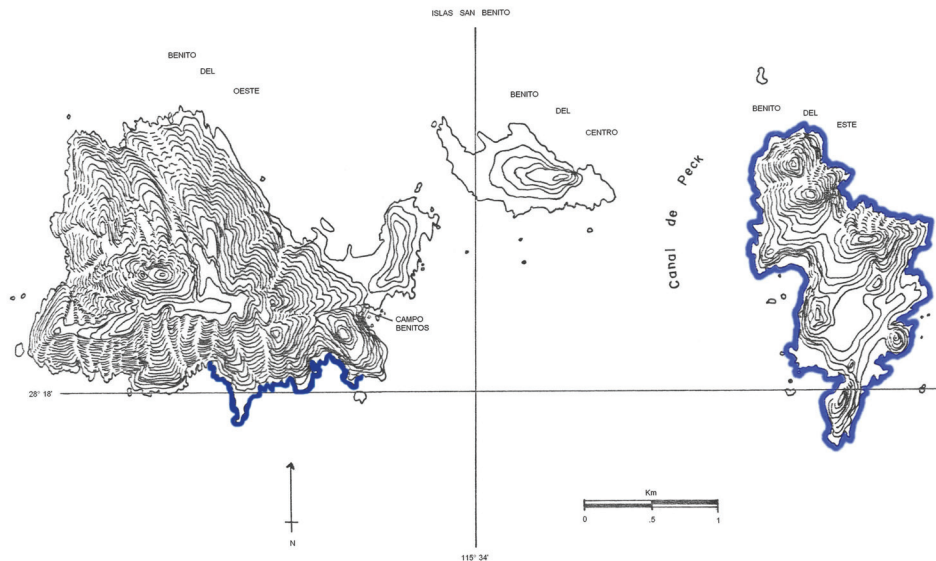 ISLAS SAN BENITO
BENITO
DEL
OESTE
BENITO
DEL
CENTRO
BENITO
DEL
ESTE
Canal de Peck
CAMPO
BENITOS
28° 18'
N
Km
0 .5 1
115° 34'